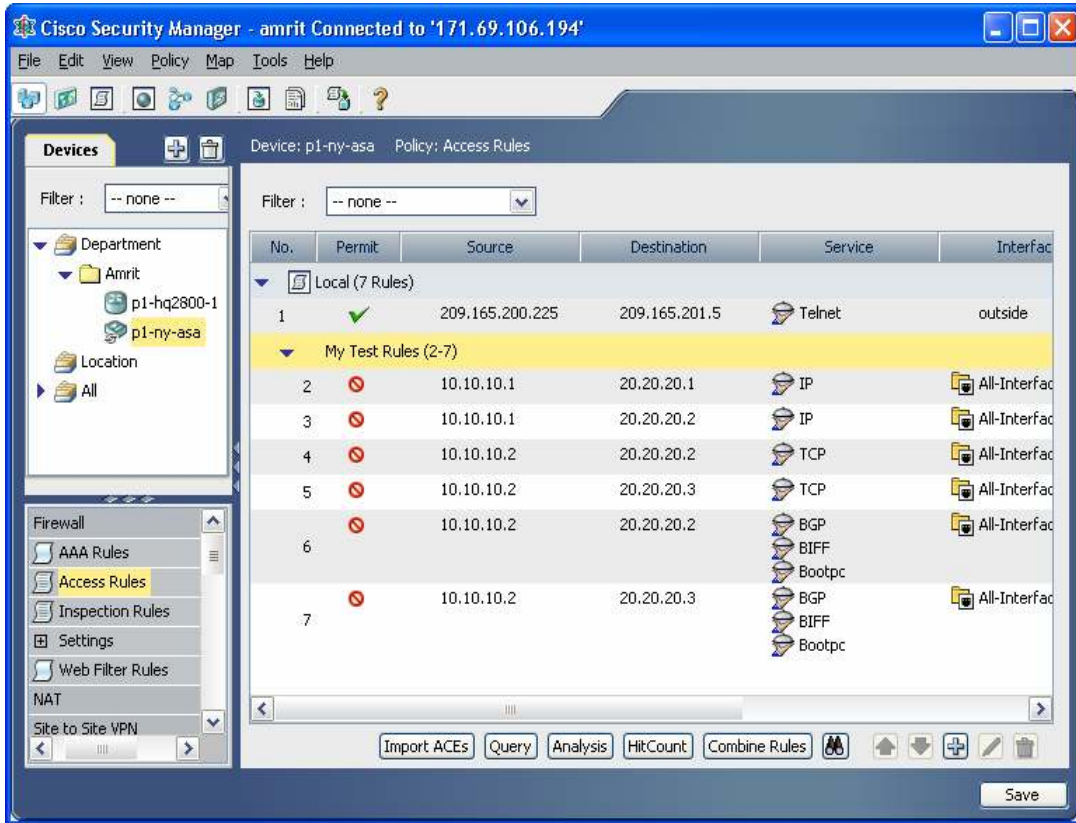 Cisco Security Manager - amrit Connected to '171.69.106.194'
File Edit View Policy Map Tools Help
Devices
Filter : -- none --
Department
Amrit
p1-hq2800-1
p1-ny-asa
Location
All
Firewall
AAA Rules
Access Rules
Inspection Rules
Settings
Web Filter Rules
NAT
Site to Site VPN
Device: p1-ny-asa Policy: Access Rules
Filter : -- none --
No. Permit Source Destination Service Interfac
Local (7 Rules)
1 209.165.200.225 209.165.201.5 Telnet outside
My Test Rules (2-7)
2 10.10.10.1 20.20.20.1 IP All-Interfac
3 10.10.10.1 20.20.20.2 IP All-Interfac
4 10.10.10.2 20.20.20.2 TCP All-Interfac
5 10.10.10.2 20.20.20.3 TCP All-Interfac
6 10.10.10.2 20.20.20.2 BGP All-Interfac
BIFF
Bootpc
7 10.10.10.2 20.20.20.3 BGP All-Interfac
BIFF
Bootpc
Import ACEs Query Analysis HitCount Combine Rules
Save